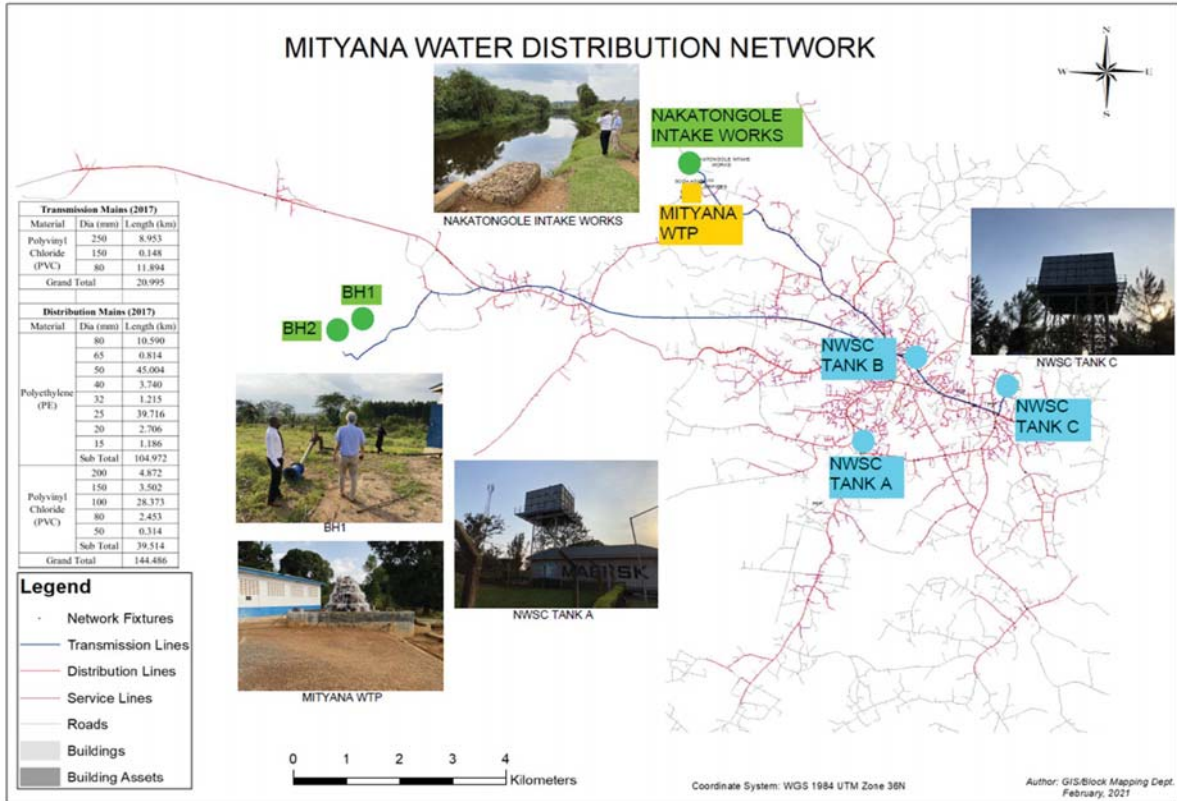 MITYANA WATER DISTRIBUTION NETWORK
N
W
E
S
NAKATONGOLE
INTAKE WORKS
NAKATONGOLE INTAKE
WORKS
MITYANA
WTP
NAKATONGOLE INTAKE WORKS
BH1
BH2
NWSC
TANK B
NWSC
TANK C
NWSC
TANK A
NWSC TANK C
Transmission Mains (2017)
Material Dia (mm) Length (km)
Polyvinyl Chloride (PVC)
250 8.953
150 0.148
80 11.894
Grand Total 20.995
Distribution Mains (2017)
Material Dia (mm) Length (km)
Polyethylene (PE)
80 10.590
65 0.814
50 45.004
40 3.740
32 1.215
25 39.716
20 2.706
15 1.186
Sub Total 104.972
Polyvinyl Chloride (PVC)
200 4.872
150 3.502
100 28.373
80 2.453
50 0.314
Sub Total 39.514
Grand Total 144.486
BH1
MAERSK
NWSC TANK A
MITYANA WTP
Legend
Network Fixtures
Transmission Lines
Distribution Lines
Service Lines
Roads
Buildings
Building Assets
0 1 2 3 4
Kilometers
Coordinate System: WGS 1984 UTM Zone 36N
Author: GIS/Block Mapping Dept.
February, 2021